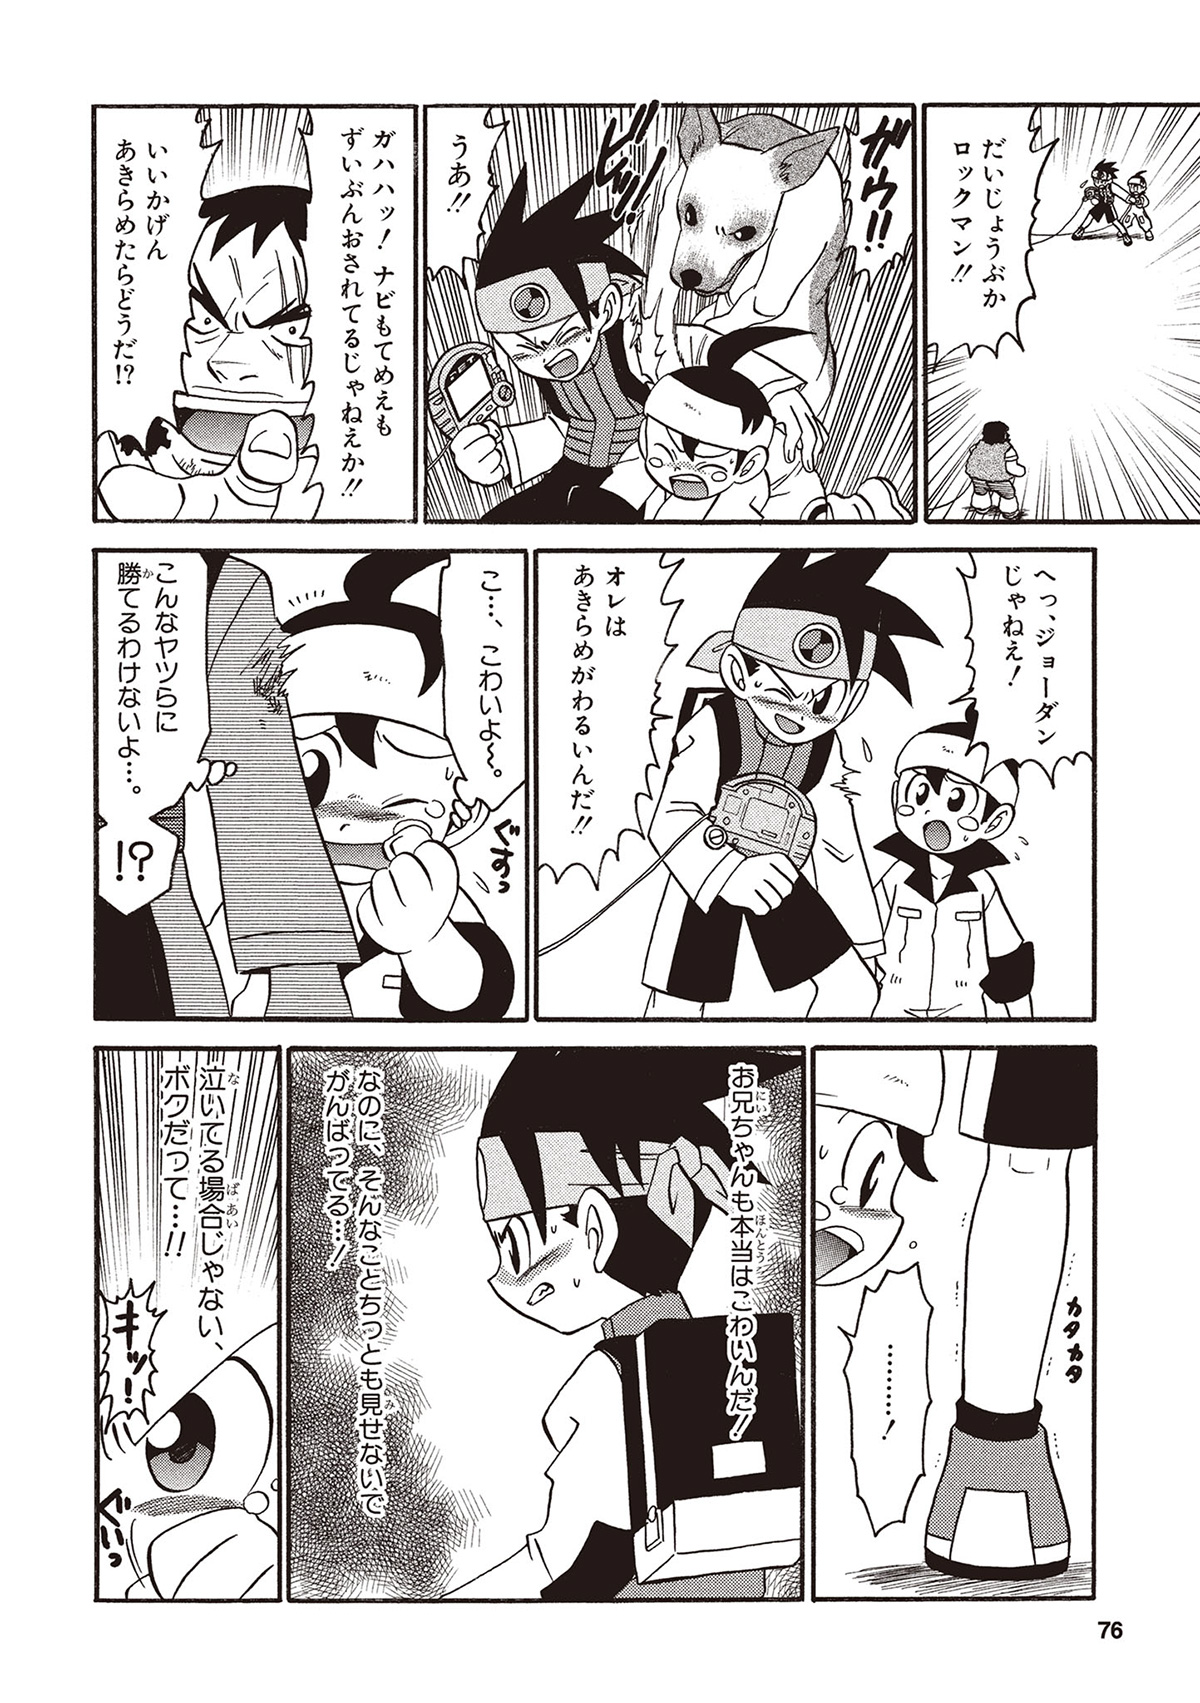 だいじょうぶか
ロックマン!!
ガウ!!
ビビッ!
うあ!!
ガハハッ!ナビもてめえも
ずいぶんおされてるじゃねえか!!
いいかげん
あきらめたらどうだ!?
へっ、ジョーダン
じゃねえ!
オレは
あきらめがわるいんだ!!
こ…、こわいよ〜。
ぐすっ
こんなヤツらに
勝てるわけないよ…。
!?
カタカタ
………!
お兄ちゃんも本当はこわいんだ!
なのに、そんなことちっとも見せないで
がんばってる…!
泣いてる場合じゃない、
ボクだって…!!
キッ!
ぐいっ
76